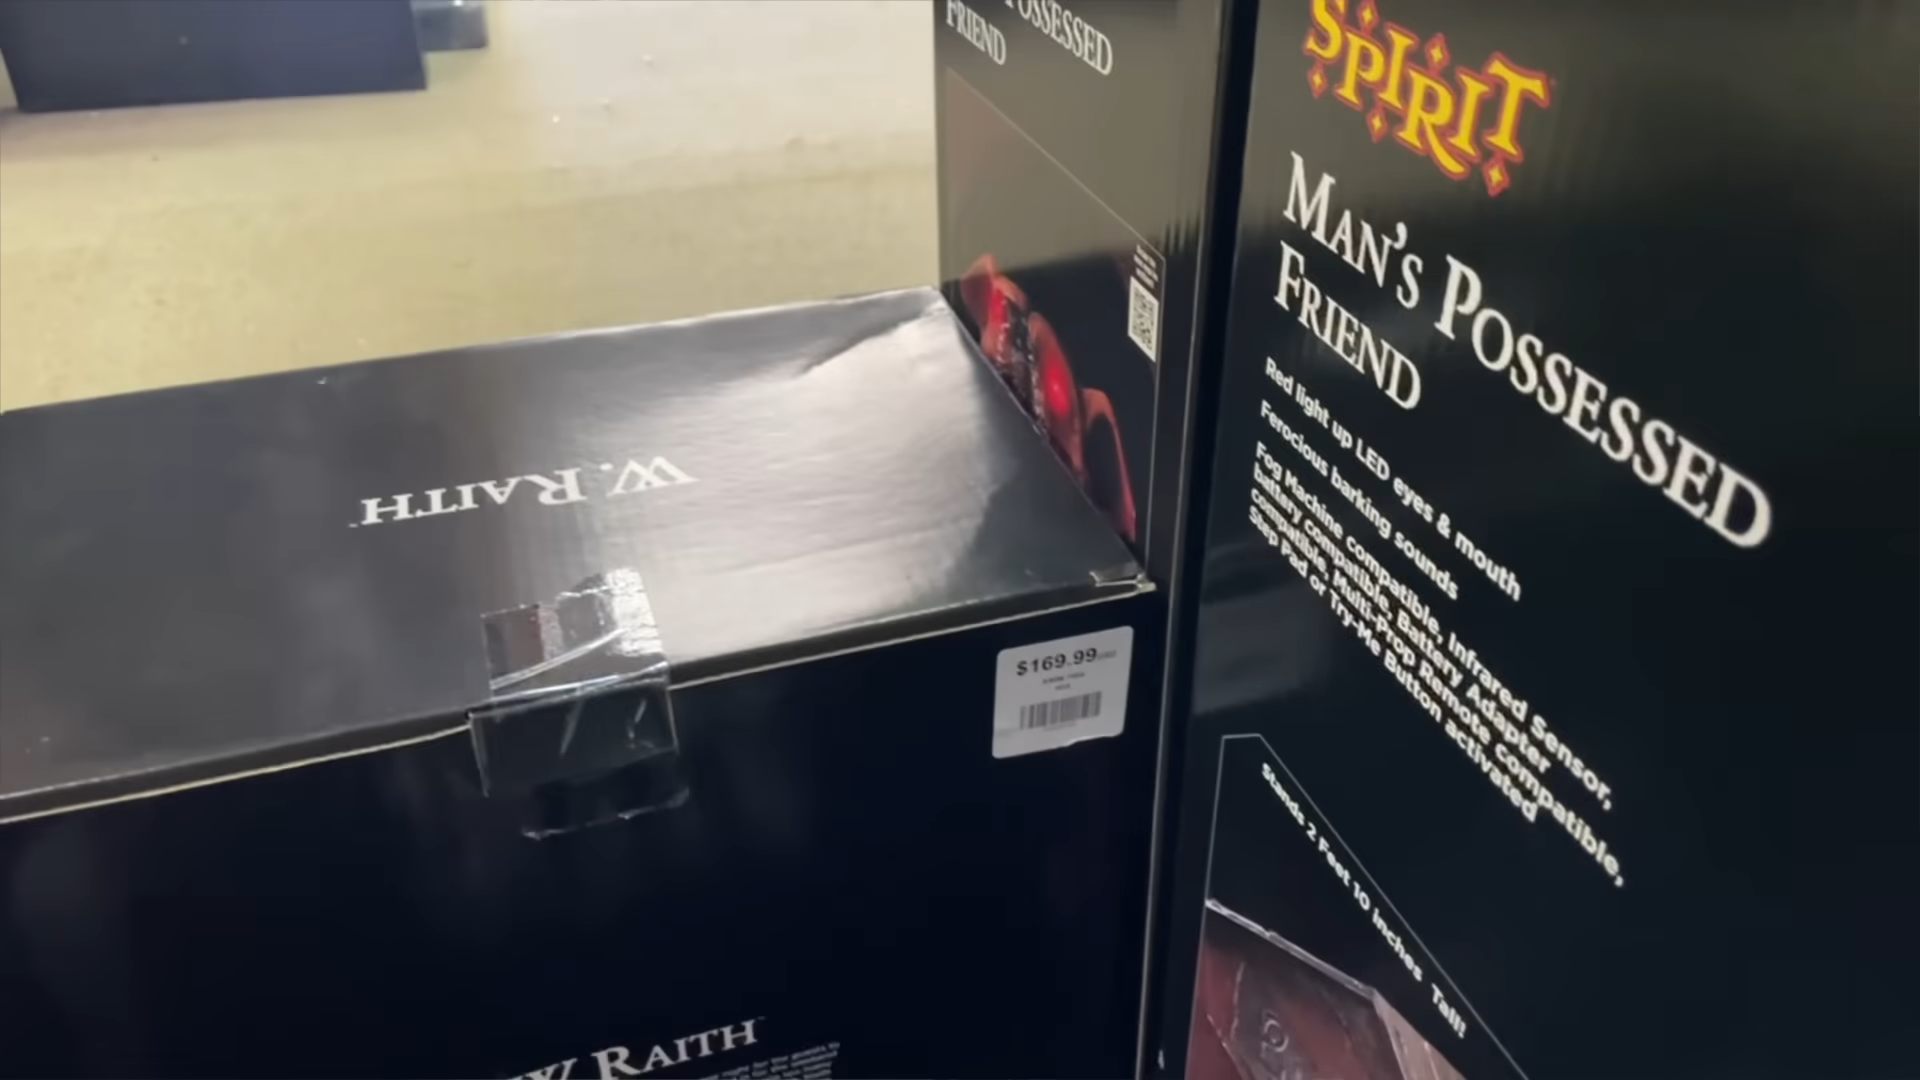 POSSESSED
FRIEND
W. RAITH™
$169.99
W RAITH™
SPIRIT
MAN'S POSSESSED
FRIEND
Red light up LED eyes & mouth
Ferocious barking sounds
Fog Machine compatible, Infrared Sensor,
battery compatible, Battery Adapter
compatible, Multi-Prop Remote compatible,
Step Pad or Try-Me Button activated
Stands 2 Feet 10 inches Tall!